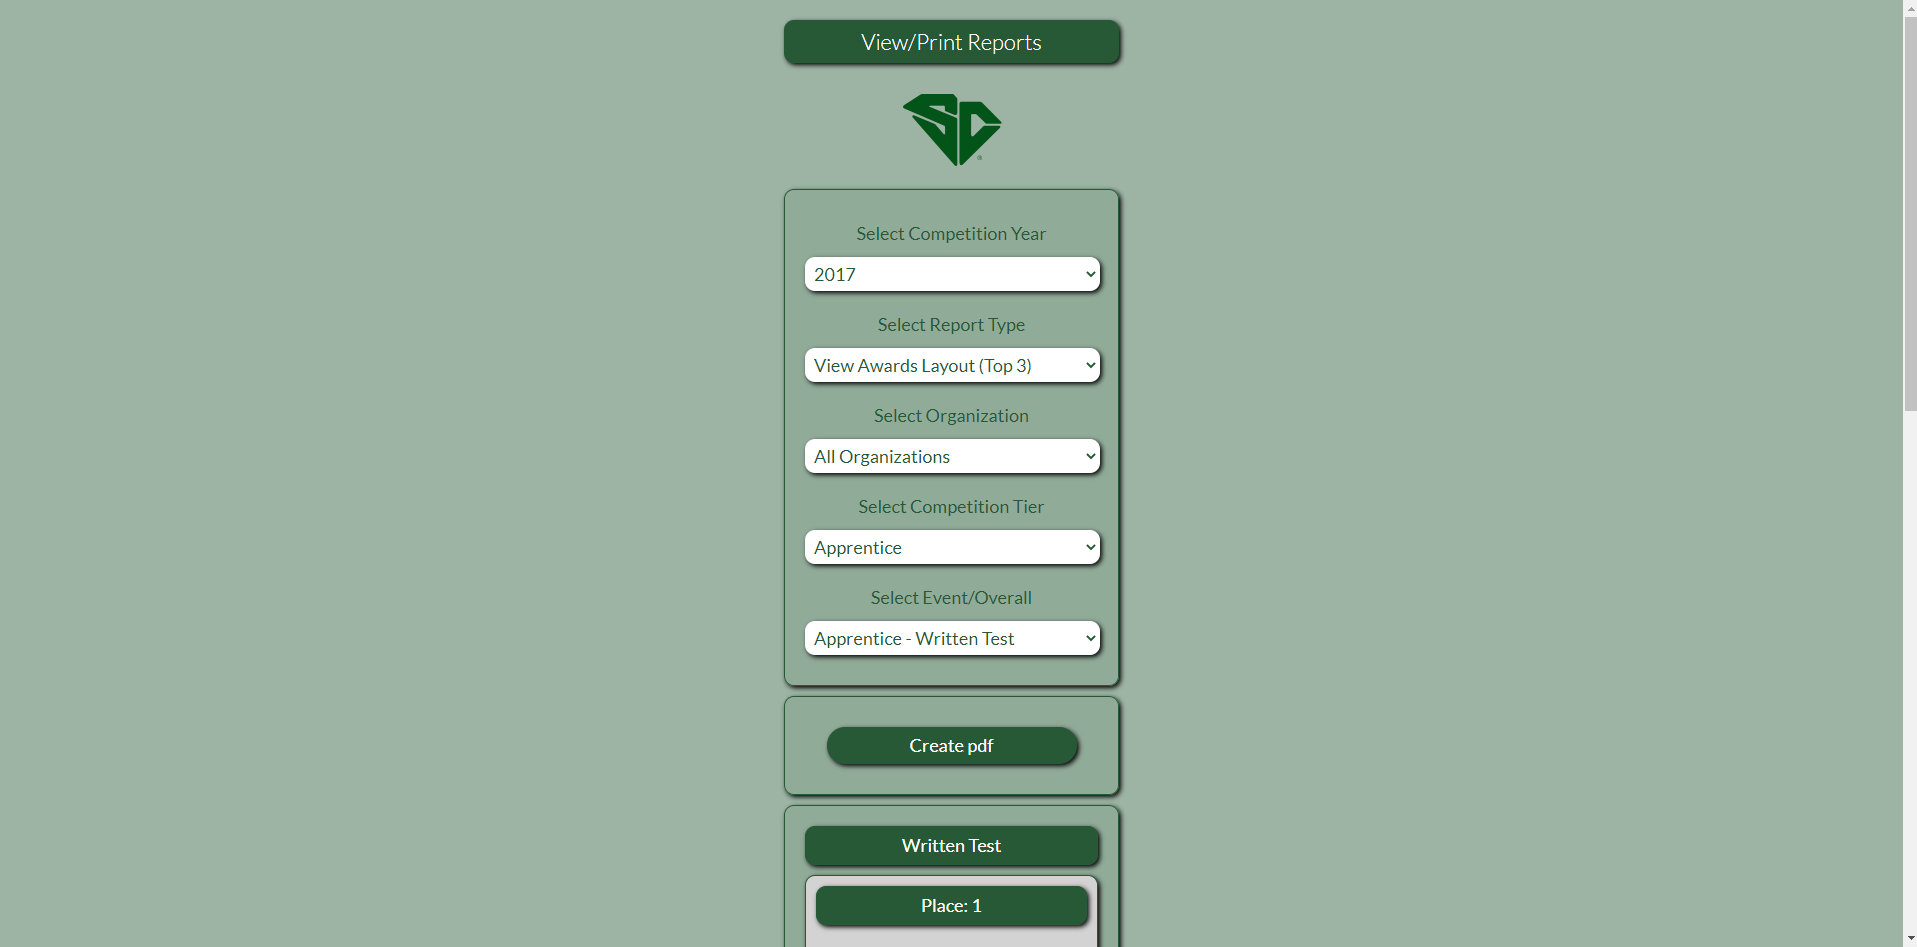 View/Print Reports
SC
®
Select Competition Year
2017
Select Report Type
View Awards Layout (Top 3)
Select Organization
All Organizations
Select Competition Tier
Apprentice
Select Event/Overall
Apprentice - Written Test
Create pdf
Written Test
Place: 1